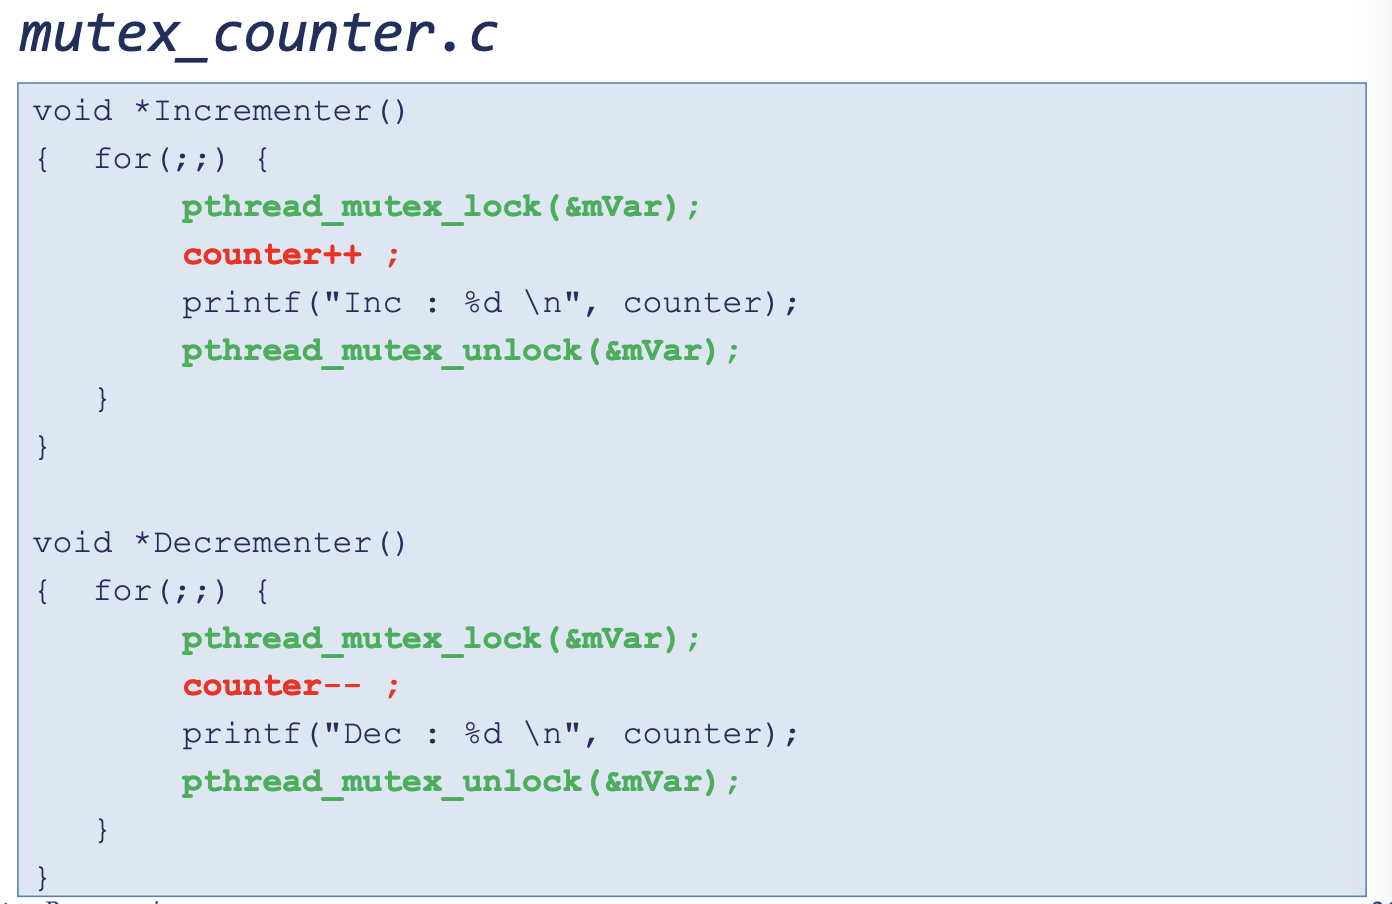 mutex_counter.c
void *Incrementer()
{  for(;;) {
pthread_mutex_lock(&mVar);
counter++ ;
printf("Inc : %d \n", counter);
pthread_mutex_unlock(&mVar);
}
}
void *Decrementer()
{  for(;;) {
pthread_mutex_lock(&mVar);
counter-- ;
printf("Dec : %d \n", counter);
pthread_mutex_unlock(&mVar);
}
}